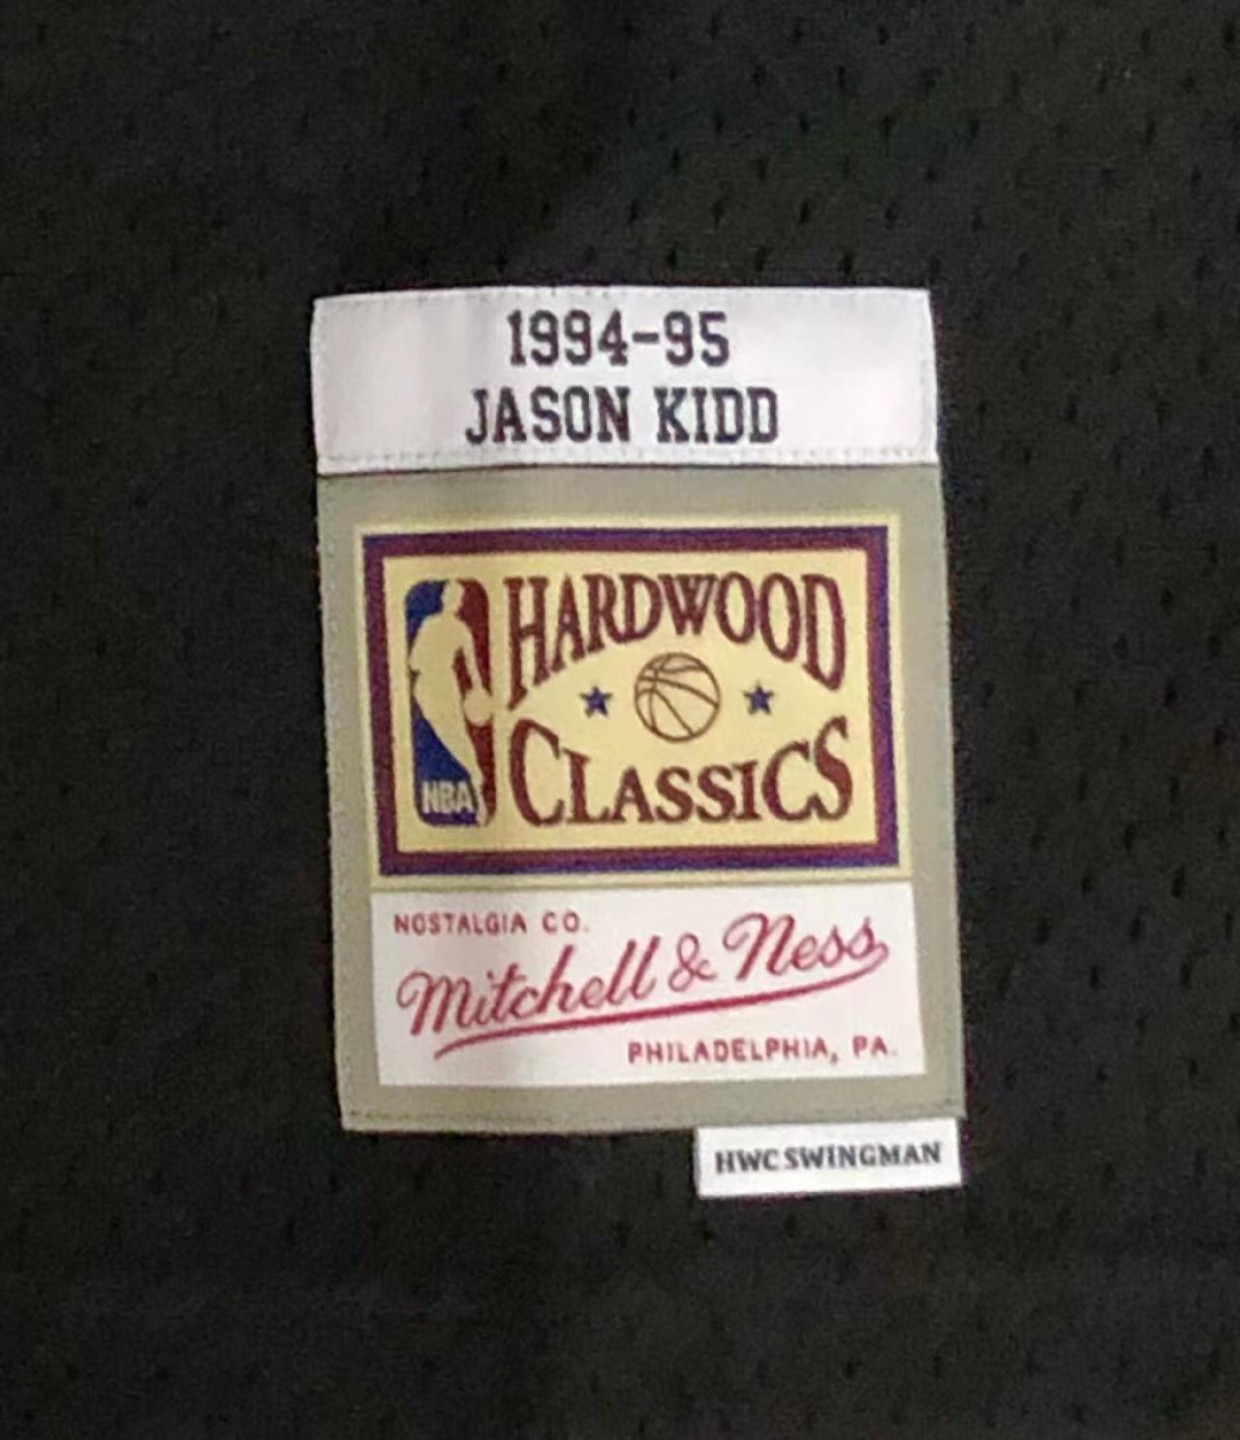 1994-95
JASON KIDD
HARDWOOD
CLASSICS
NBA
NOSTALGIA CO.
Mitchell & Ness
PHILADELPHIA, PA.
HWC SWINGMAN